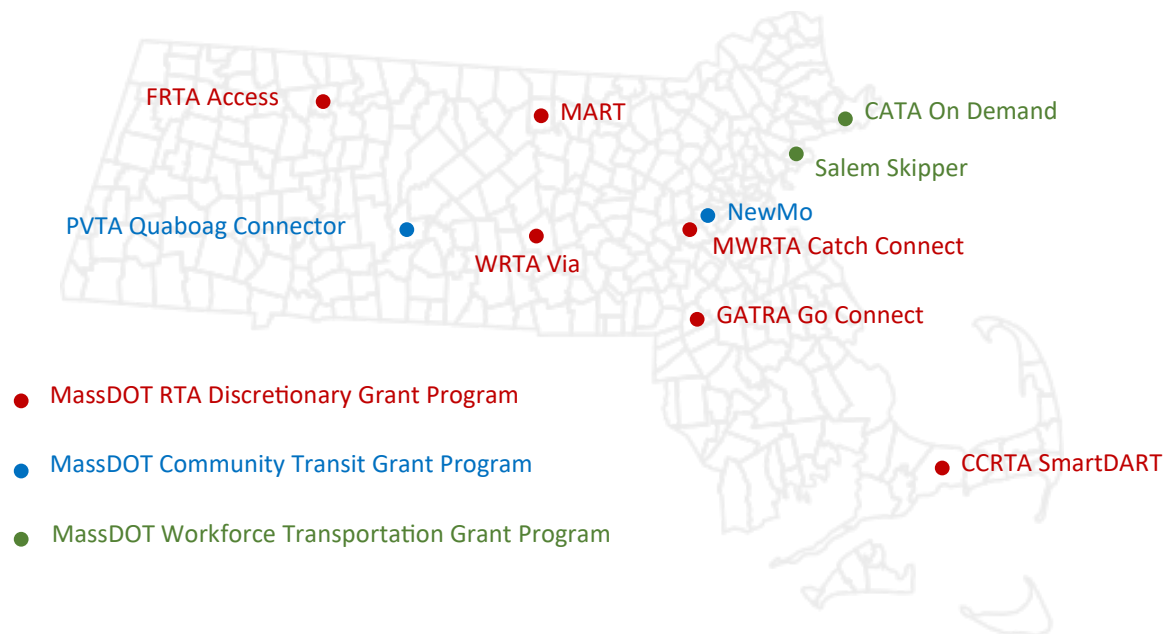 FRTA Access
MART
CATA On Demand
Salem Skipper
PVTA Quaboag Connector
NewMo
MWRTA Catch Connect
WRTA Via
GATRA Go Connect
MassDOT RTA Discretionary Grant Program
MassDOT Community Transit Grant Program
CCRTA SmartDART
MassDOT Workforce Transportation Grant Program